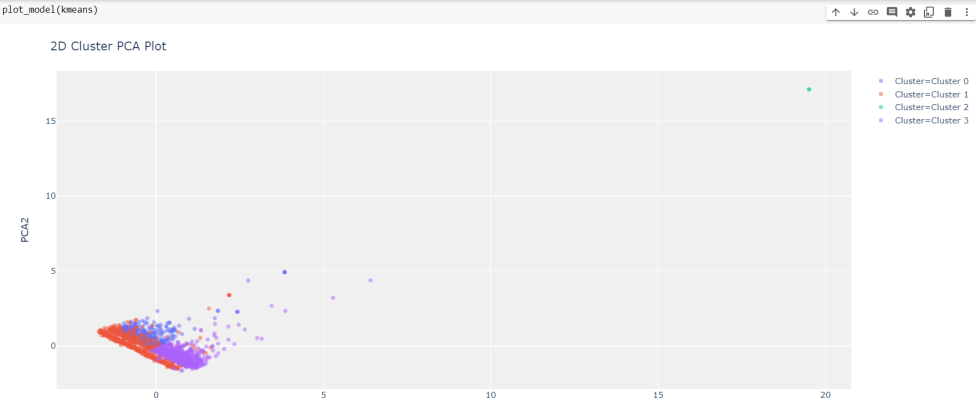 plot_model(kmeans)
2D Cluster PCA Plot
Cluster=Cluster 0
Cluster=Cluster 1
Cluster=Cluster 2
Cluster=Cluster 3
15
10
5
0
PCA2
0 5 10 15 20